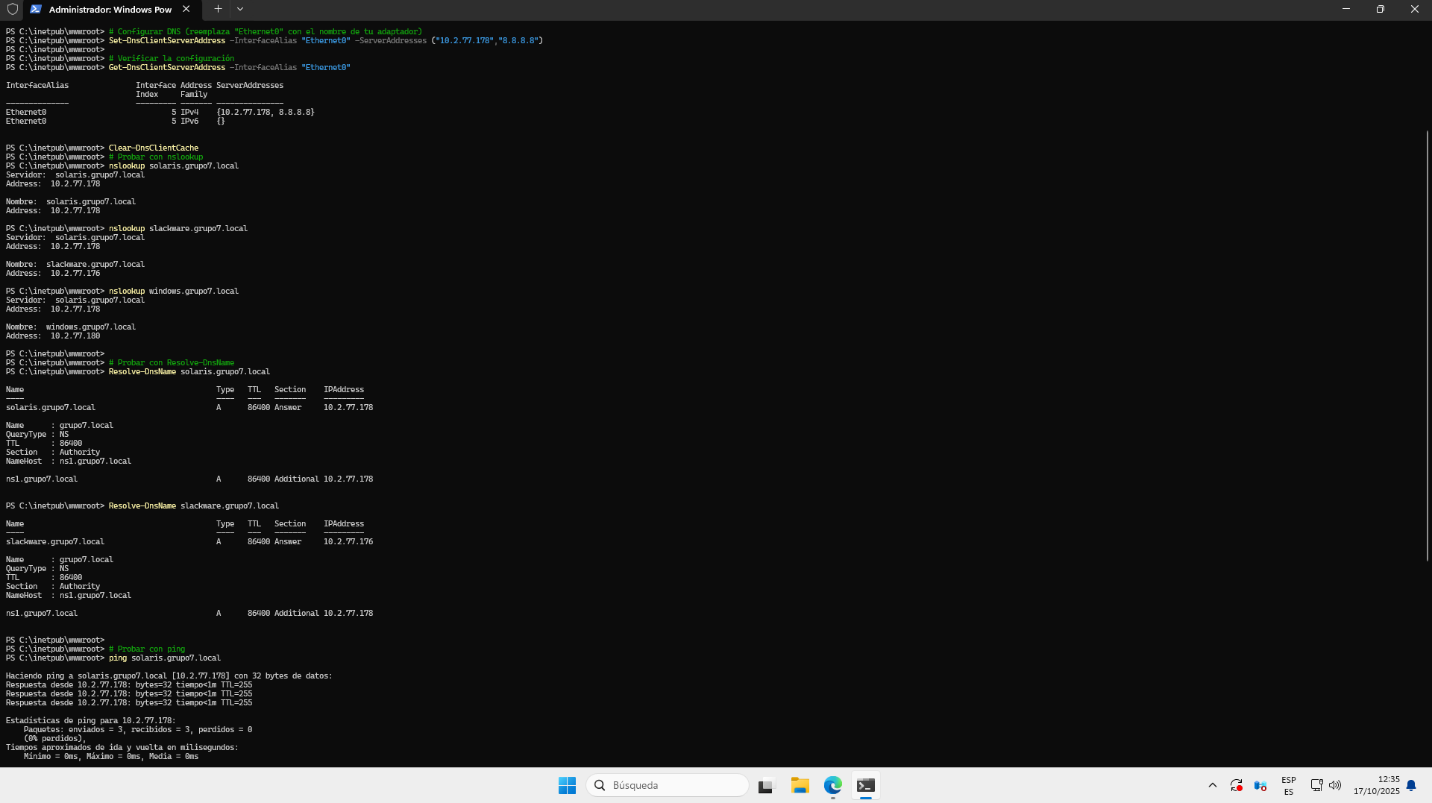 Administrador: Windows Pow
PS C:\inetpub\wwwroot> # Configurar DNS (reemplaza "Ethernet0" con el nombre de tu adaptador)
PS C:\inetpub\wwwroot> Set-DnsClientServerAddress -InterfaceAlias "Ethernet0" -ServerAddresses ("10.2.77.178","8.8.8.8")
PS C:\inetpub\wwwroot>
PS C:\inetpub\wwwroot> # Verificar la configuración
PS C:\inetpub\wwwroot> Get-DnsClientServerAddress -InterfaceAlias "Ethernet0"
InterfaceAlias Interface Address ServerAddresses
Index Family
-------------- --------- ------- ---------------
Ethernet0 5 IPv4 {10.2.77.178, 8.8.8.8}
Ethernet0 5 IPv6 {}
PS C:\inetpub\wwwroot> Clear-DnsClientCache
PS C:\inetpub\wwwroot> # Probar con nslookup
PS C:\inetpub\wwwroot> nslookup solaris.grupo7.local
Servidor: solaris.grupo7.local
Address: 10.2.77.178
Nombre: solaris.grupo7.local
Address: 10.2.77.178
PS C:\inetpub\wwwroot> nslookup slackware.grupo7.local
Servidor: solaris.grupo7.local
Address: 10.2.77.178
Nombre: slackware.grupo7.local
Address: 10.2.77.176
PS C:\inetpub\wwwroot> nslookup windows.grupo7.local
Servidor: solaris.grupo7.local
Address: 10.2.77.178
Nombre: windows.grupo7.local
Address: 10.2.77.180
PS C:\inetpub\wwwroot>
PS C:\inetpub\wwwroot> # Probar con Resolve-DnsName
PS C:\inetpub\wwwroot> Resolve-DnsName solaris.grupo7.local
Name Type TTL Section IPAddress
---- ---- --- ------- ---------
solaris.grupo7.local A 86400 Answer 10.2.77.178
Name : grupo7.local
QueryType : NS
TTL : 86400
Section : Authority
NameHost : ns1.grupo7.local
ns1.grupo7.local A 86400 Additional 10.2.77.178
PS C:\inetpub\wwwroot> Resolve-DnsName slackware.grupo7.local
Name Type TTL Section IPAddress
---- ---- --- ------- ---------
slackware.grupo7.local A 86400 Answer 10.2.77.176
Name : grupo7.local
QueryType : NS
TTL : 86400
Section : Authority
NameHost : ns1.grupo7.local
ns1.grupo7.local A 86400 Additional 10.2.77.178
PS C:\inetpub\wwwroot>
PS C:\inetpub\wwwroot> # Probar con ping
PS C:\inetpub\wwwroot> ping solaris.grupo7.local
Haciendo ping a solaris.grupo7.local [10.2.77.178] con 32 bytes de datos:
Respuesta desde 10.2.77.178: bytes=32 tiempo<1m TTL=255
Respuesta desde 10.2.77.178: bytes=32 tiempo<1m TTL=255
Respuesta desde 10.2.77.178: bytes=32 tiempo<1m TTL=255
Estadísticas de ping para 10.2.77.178:
Paquetes: enviados = 3, recibidos = 3, perdidos = 0
(0% perdidos),
Tiempos aproximados de ida y vuelta en milisegundos:
Mínimo = 0ms, Máximo = 0ms, Media = 0ms
Búsqueda
ESP
ES
12:35
17/10/2025